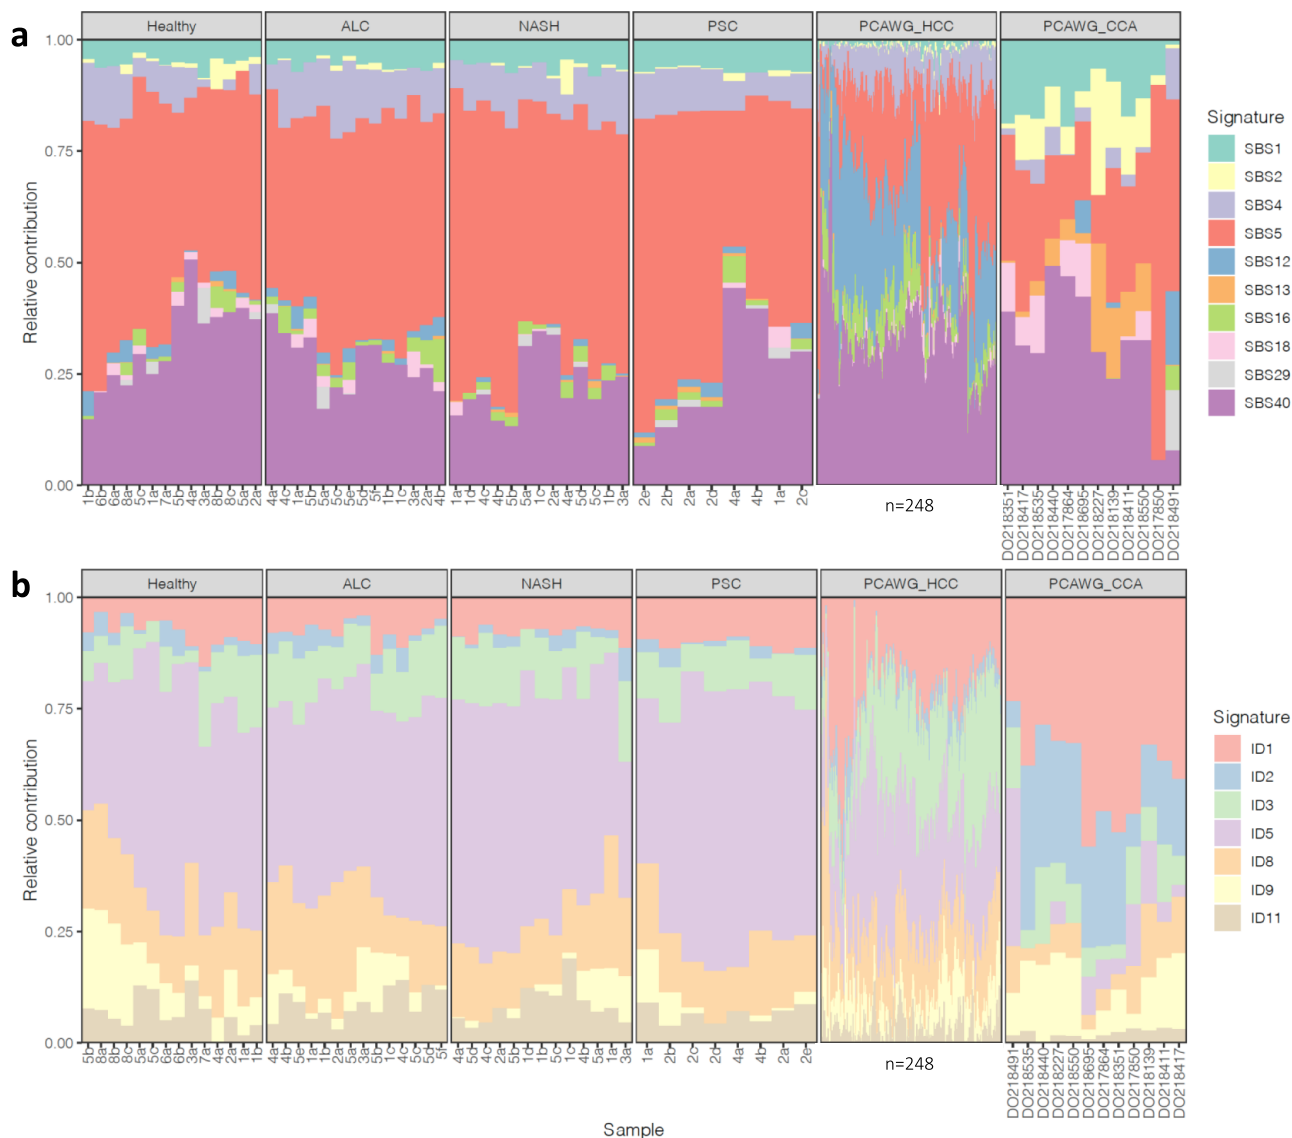 a
Healthy ALC NASH PSC PCAWG_HCC PCAWG_CCA
Relative contribution
1.00
0.75
0.50
0.25
0.00
1b 6b 6a 8a 5c 1a 7a 5b 4a 3a 8b 8c 5a 2a
4a 4c 1a 5b 5a 5c 5e 5d 5f 1b 1c 3a 2a 4b
1a 1d 4c 4b 5b 5a 1c 2a 4a 5d 5c 1b 3a
2e 2b 2a 2d 4a 4b 1a 2c
n=248
DO218351
DO218417
DO218535
DO218440
DO217864
DO218695
DO218227
DO218139
DO218411
DO218550
DO217850
DO218491
Signature
SBS1
SBS2
SBS4
SBS5
SBS12
SBS13
SBS16
SBS18
SBS29
SBS40
b
Healthy ALC NASH PSC PCAWG_HCC PCAWG_CCA
Relative contribution
1.00
0.75
0.50
0.25
0.00
5b 8a 8b 8c 5a 5c 6a 6b 3a 7a 4a 2a 1a 1b
4a 4b 5e 1a 1b 2a 5a 3a 5b 1c 4c 5c 5d 5f
4a 5d 4c 2a 5b 1d 1b 5c 1c 4b 5a 1a 3a
1a 2b 2c 2d 4a 4b 2a 2e
n=248
DO218491
DO218535
DO218440
DO218227
DO218550
DO218695
DO217864
DO218351
DO217850
DO218139
DO218411
DO218417
Signature
ID1
ID2
ID3
ID5
ID8
ID9
ID11
Sample